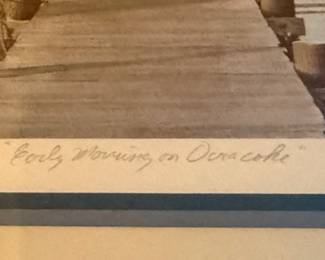 "Early Morning on Ocracoke"